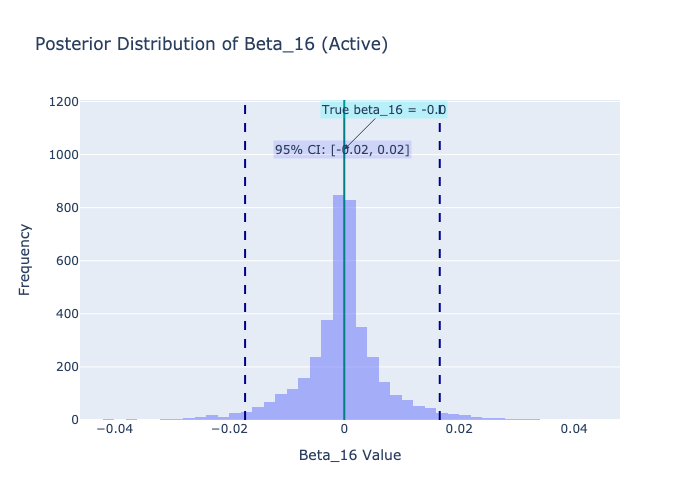 Posterior Distribution of Beta_16 (Active)
1200
True beta_16 = -0.0
95% CI: [-0.02, 0.02]
1000
800
600
400
200
0
Frequency
−0.04
−0.02
0
0.02
0.04
Beta_16 Value